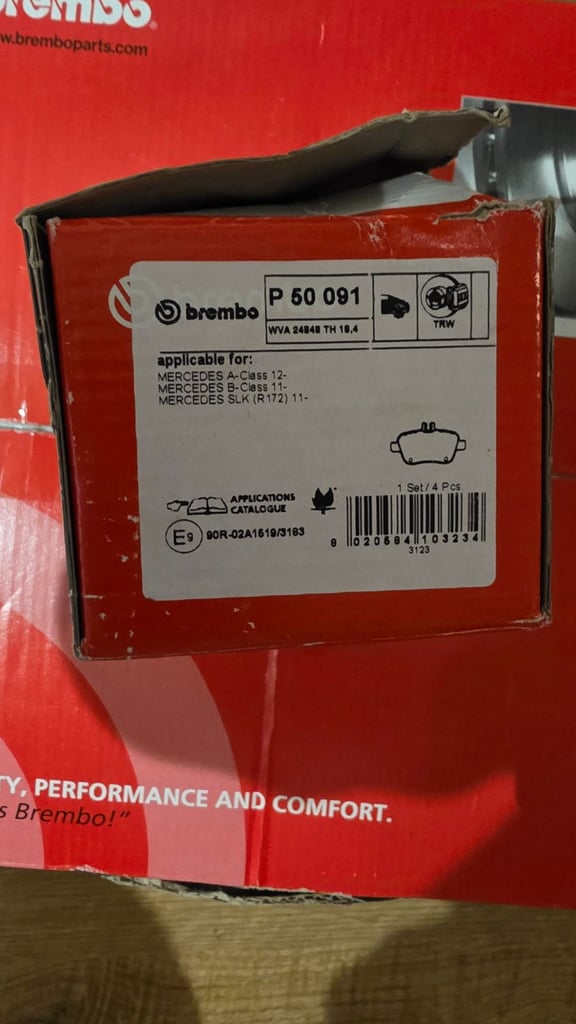 brembo®
w.bremboparts.com
brembo
P 50 091
WVA 24848 TH 18,4
TRW
applicable for:
MERCEDES A-Class 12-
MERCEDES B-Class 11-
MERCEDES SLK (R172) 11-
1 Set/4 Pcs
APPLICATIONS
CATALOGUE
E9
90R-02A1519/3183
8 020584 103234
3123
TY, PERFORMANCE AND COMFORT.
s Brembo!”